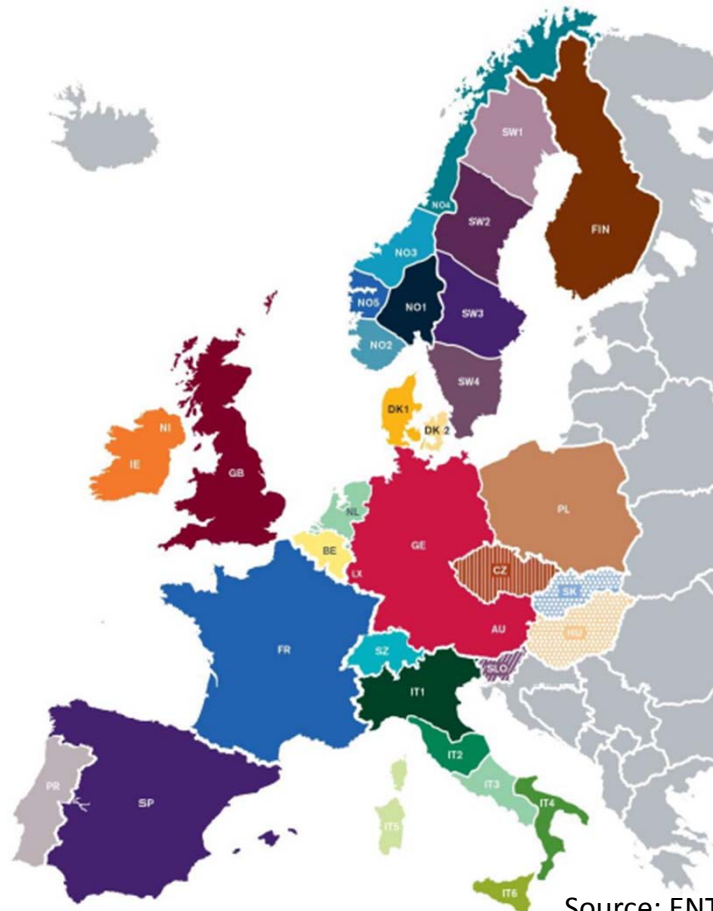 SW1
NO4
SW2
FIN
NO3
NO5
NO1
SW3
NO2
SW4
DK1
DK 2
NI
IE
GB
NL
PL
BE
GE
LX
CZ
SK
AU
HU
FR
SZ
SLO
IT1
IT2
IT3
IT4
PR
SP
IT5
IT6
Source: ENT